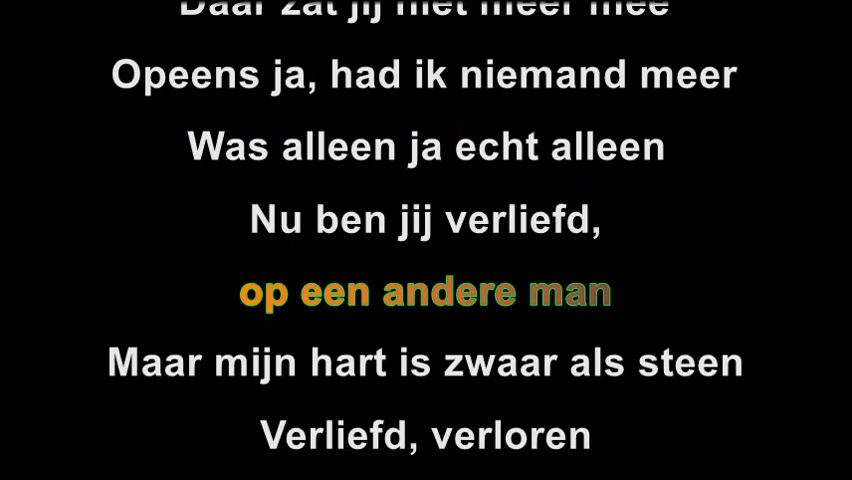 Daar zat jij niet meer mee
Opeens ja, had ik niemand meer
Was alleen ja echt alleen
Nu ben jij verliefd,
op een andere man
Maar mijn hart is zwaar als steen
Verliefd, verloren